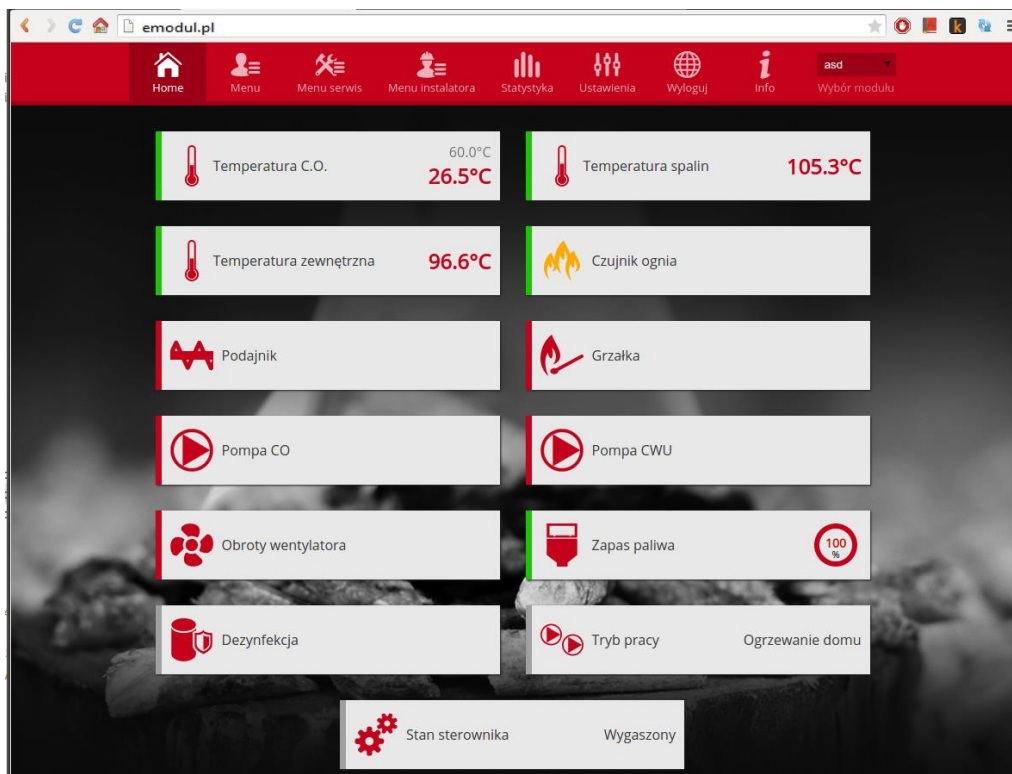 emodul.pl
Home
Menu
Menu serwis
Menu instalatora
Statystyka
Ustawienia
Wyloguj
Info
asd
Wybór modułu
Temperatura C.O.
60.0°C
26.5°C
Temperatura spalin
105.3°C
Temperatura zewnętrzna
96.6°C
Czujnik ognia
Podajnik
Grzałka
Pompa CO
Pompa CWU
Obroty wentylatora
Zapas paliwa
100
%
Dezynfekcja
Tryb pracy
Ogrzewanie domu
Stan sterownika
Wygaszony